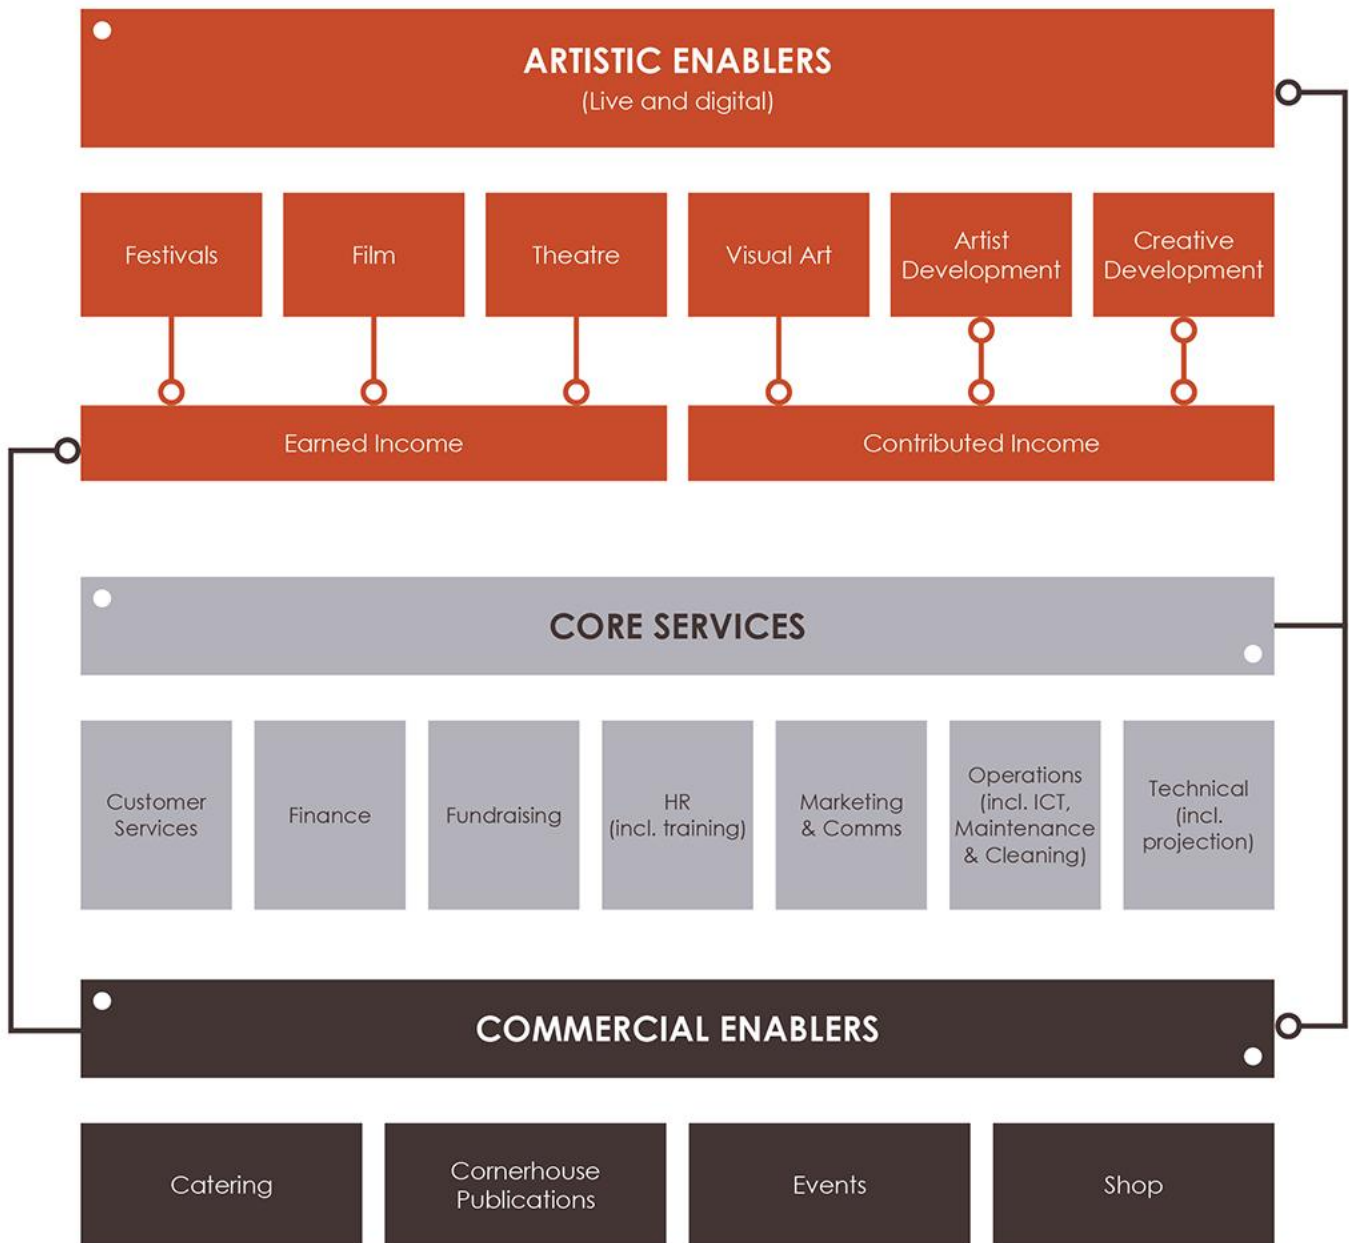 ARTISTIC ENABLERS
(Live and digital)
Festivals
Film
Theatre
Visual Art
Artist
Development
Creative
Development
Earned Income
Contributed Income
CORE SERVICES
Customer
Services
Finance
Fundraising
HR
(incl. training)
Marketing
& Comms
Operations
(incl. ICT,
Maintenance
& Cleaning)
Technical
(incl.
projection)
COMMERCIAL ENABLERS
Catering
Cornerhouse
Publications
Events
Shop